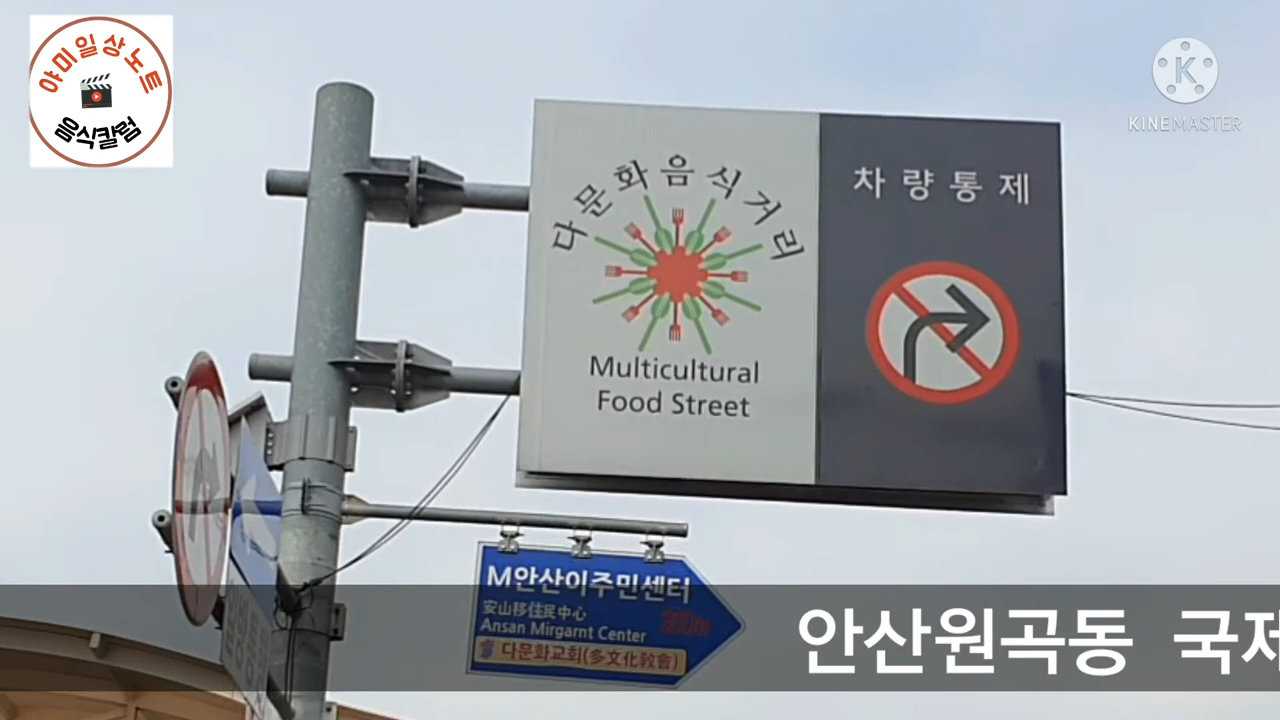 야미일상노트
음식칼럼
KINEMASTER
다문화음식거리
Multicultural
Food Street
차량통제
M안산이주민센터
安山移住民中心
Ansan Mirgarnt Center
다문화교회(多文化敎會)
안산원곡동 국제